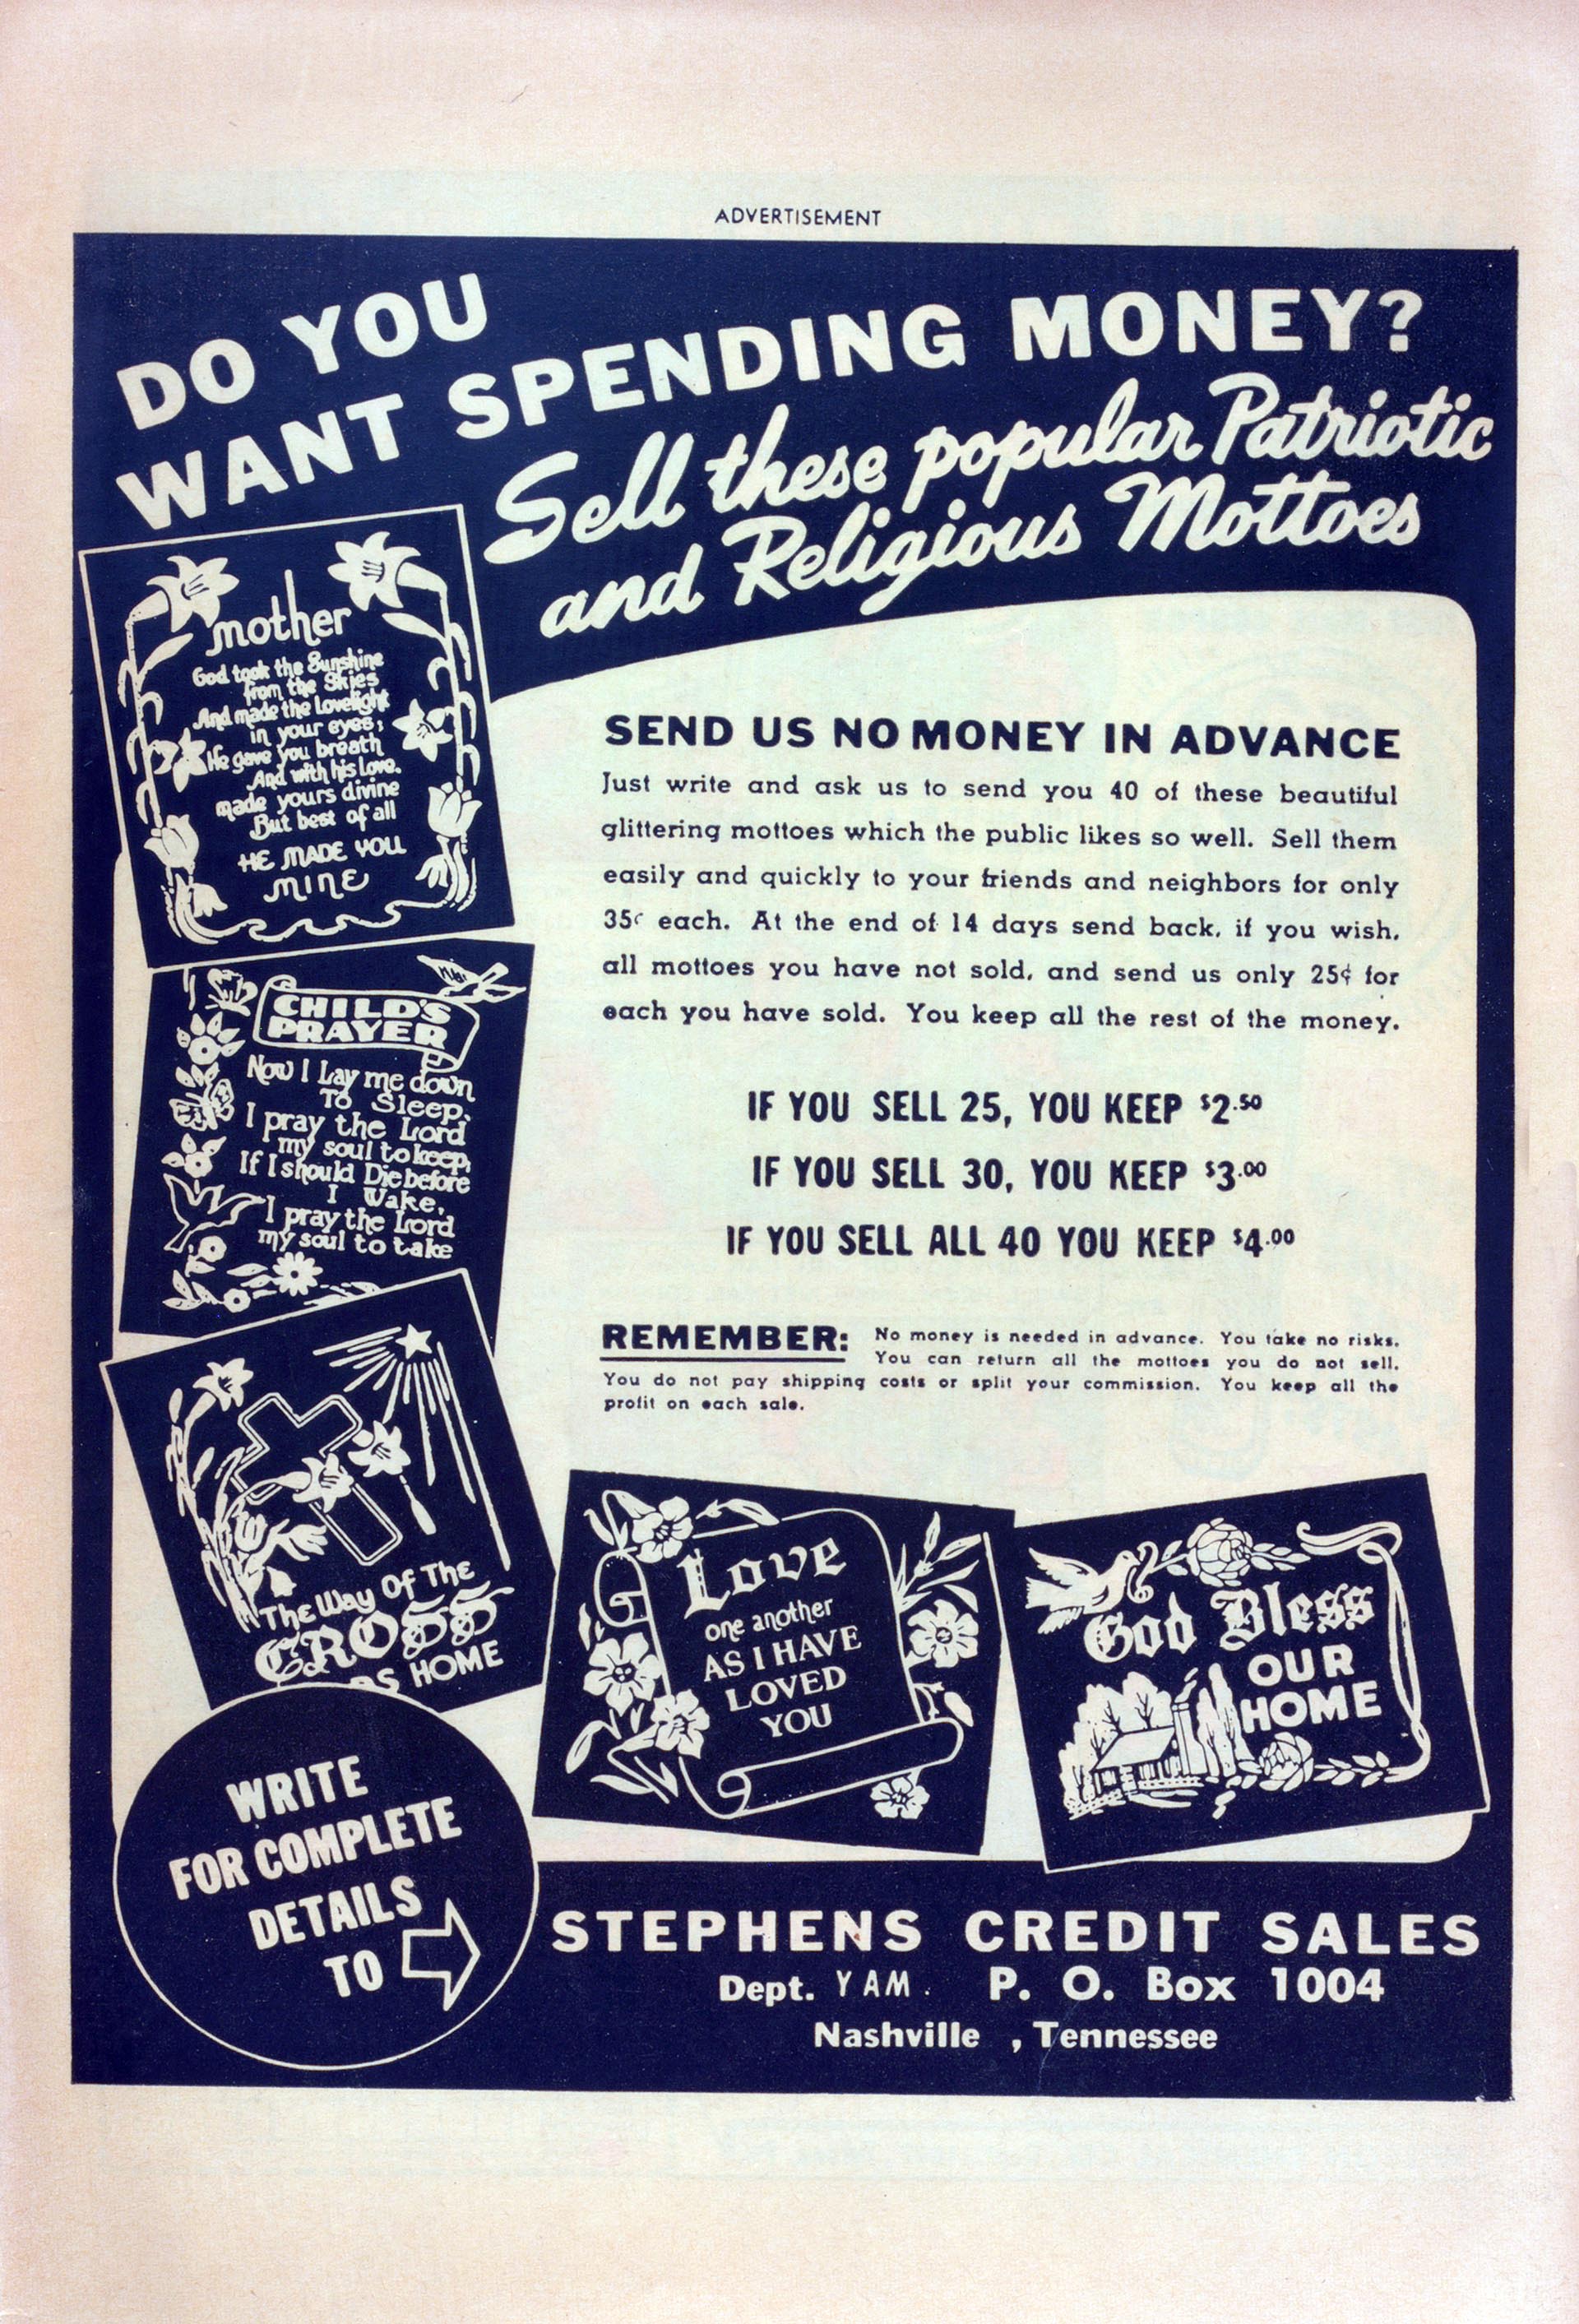 ADVERTISEMENT
DO YOU
WANT SPENDING MONEY?
Sell these popular Patriotic
and Religious Mottoes
mother
God took the Sunshine
from the Skies
And made the Lovelight
in your eyes;
He gave you breath
And with his Love.
made yours divine
But best of all
HE MADE YOU
MINE
CHILD'S
PRAYER
Now I Lay me down
To Sleep,
I pray the Lord
my soul to keep,
If I should Die before
I Wake,
I pray the Lord
my soul to take
The Way Of The
CROSS
HOME
SEND US NO MONEY IN ADVANCE
Just write and ask us to send you 40 of these beautiful
glittering mottoes which the public likes so well. Sell them
easily and quickly to your friends and neighbors for only
35¢ each. At the end of 14 days send back, if you wish,
all mottoes you have not sold, and send us only 25¢ for
each you have sold. You keep all the rest of the money.
IF YOU SELL 25, YOU KEEP $2.50
IF YOU SELL 30, YOU KEEP $3.00
IF YOU SELL ALL 40 YOU KEEP $4.00
REMEMBER: No money is needed in advance. You take no risks.
You can return all the mottoes you do not sell.
You do not pay shipping costs or split your commission. You keep all the
profit on each sale.
Love
one another
AS I HAVE
LOVED
YOU
God Bless
OUR
HOME
WRITE
FOR COMPLETE
DETAILS
TO
STEPHENS CREDIT SALES
Dept. YAM. P. O. Box 1004
Nashville , Tennessee